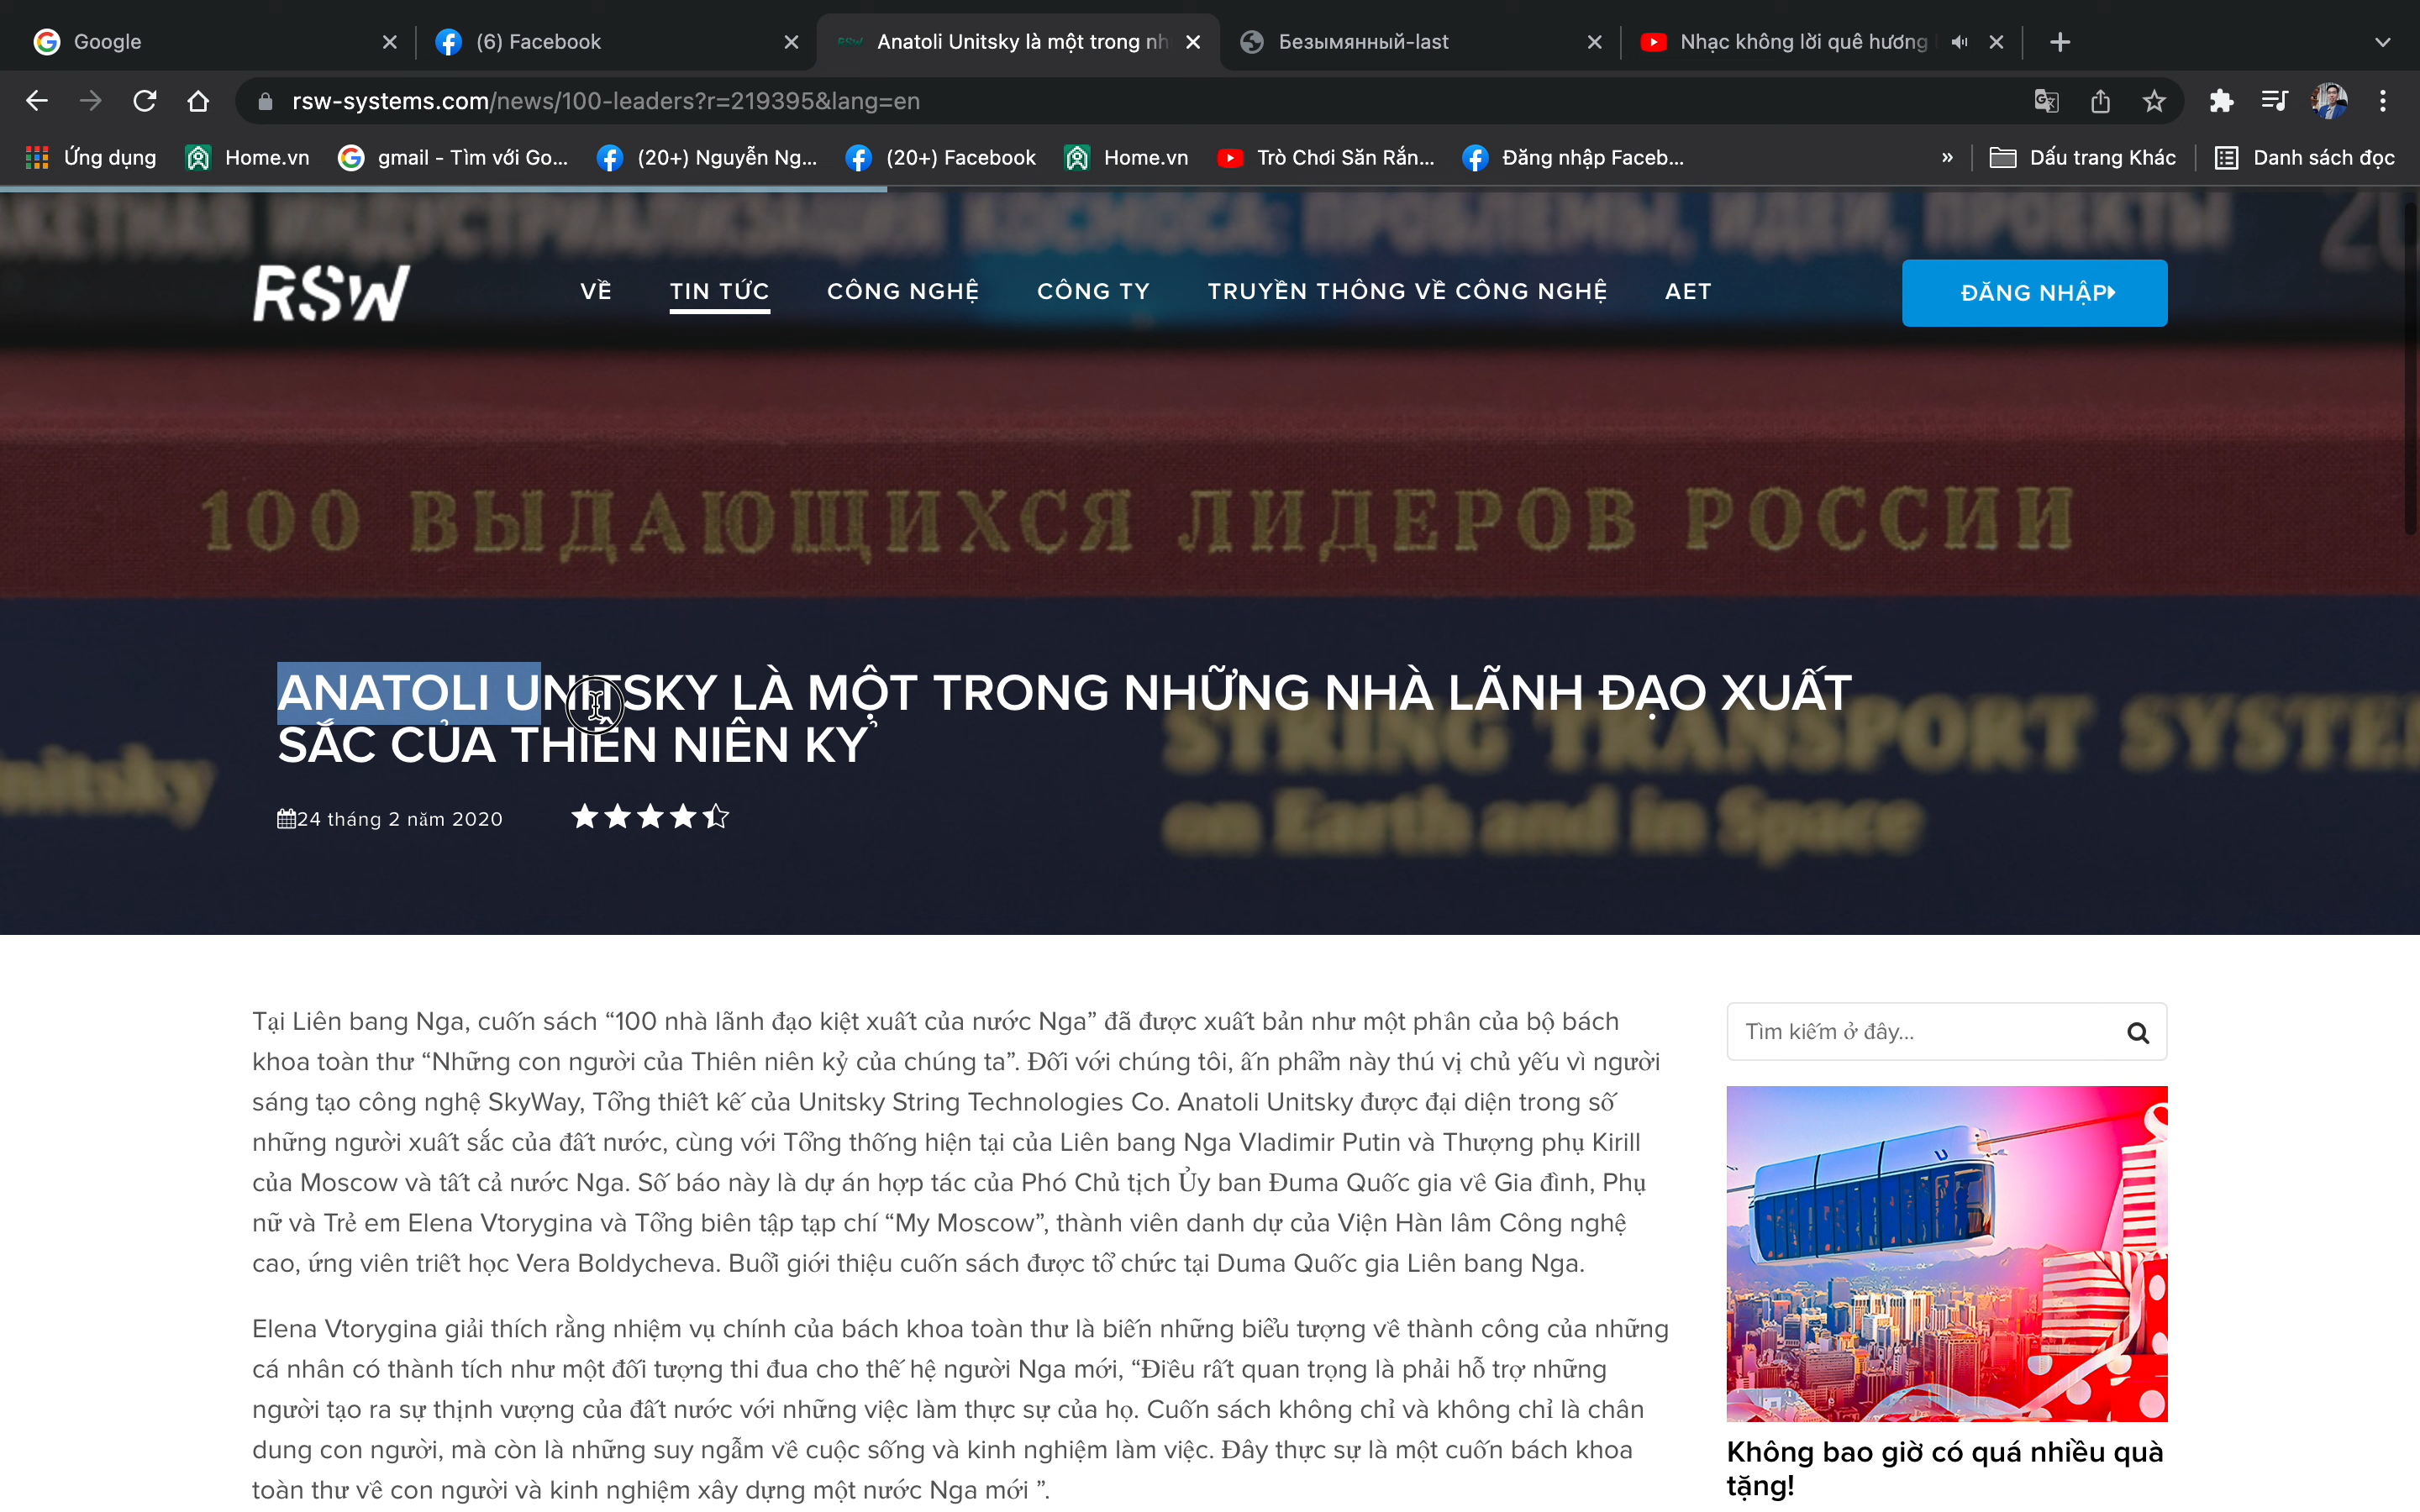 Google
(6) Facebook
Anatoli Unitsky là một trong nh
Безымянный-last
Nhạc không lời quê hương
rsw-systems.com/news/100-leaders?r=219395&lang=en
Ứng dụng
Home.vn
gmail - Tìm với Go...
(20+) Nguyễn Ng...
(20+) Facebook
Home.vn
Trò Chơi Săn Rắn...
Đăng nhập Faceb...
»
Dấu trang Khác
Danh sách đọc
КЕТНАЯ ИНДУСТРИАЛИЗАЦИЯ КОСМОСА: ПРОБЛЕМЫ, ИДЕИ, ПРОЕКТЫ
RSW
VỀ
TIN TỨC
CÔNG NGHỆ
CÔNG TY
TRUYỀN THÔNG VỀ CÔNG NGHỆ
AET
ĐĂNG NHẬP
100 ВЫДАЮЩИХСЯ ЛИДЕРОВ РОССИИ
ANATOLI UNITSKY LÀ MỘT TRONG NHỮNG NHÀ LÃNH ĐẠO XUẤT
SẮC CỦA THIÊN NIÊN KỶ
nitsky
STRING TRANSPORT SYSTE
on Earth and in Space
24 tháng 2 năm 2020
Tại Liên bang Nga, cuốn sách “100 nhà lãnh đạo kiệt xuất của nước Nga” đã được xuất bản như một phần của bộ bách
khoa toàn thư “Những con người của Thiên niên kỷ của chúng ta”. Đối với chúng tôi, ấn phẩm này thú vị chủ yếu vì người
sáng tạo công nghệ SkyWay, Tổng thiết kế của Unitsky String Technologies Co. Anatoli Unitsky được đại diện trong số
những người xuất sắc của đất nước, cùng với Tổng thống hiện tại của Liên bang Nga Vladimir Putin và Thượng phụ Kirill
của Moscow và tất cả nước Nga. Số báo này là dự án hợp tác của Phó Chủ tịch Ủy ban Đuma Quốc gia về Gia đình, Phụ
nữ và Trẻ em Elena Vtorygina và Tổng biên tập tạp chí “My Moscow”, thành viên danh dự của Viện Hàn lâm Công nghệ
cao, ứng viên triết học Vera Boldycheva. Buổi giới thiệu cuốn sách được tổ chức tại Duma Quốc gia Liên bang Nga.
Elena Vtorygina giải thích rằng nhiệm vụ chính của bách khoa toàn thư là biến những biểu tượng về thành công của những
cá nhân có thành tích như một đối tượng thi đua cho thế hệ người Nga mới, “Điều rất quan trọng là phải hỗ trợ những
người tạo ra sự thịnh vượng của đất nước với những việc làm thực sự của họ. Cuốn sách không chỉ và không chỉ là chân
dung con người, mà còn là những suy ngẫm về cuộc sống và kinh nghiệm làm việc. Đây thực sự là một cuốn bách khoa
toàn thư về con người và kinh nghiệm xây dựng một nước Nga mới ”.
Tìm kiếm ở đây...
U
Không bao giờ có quá nhiều quà
tặng!